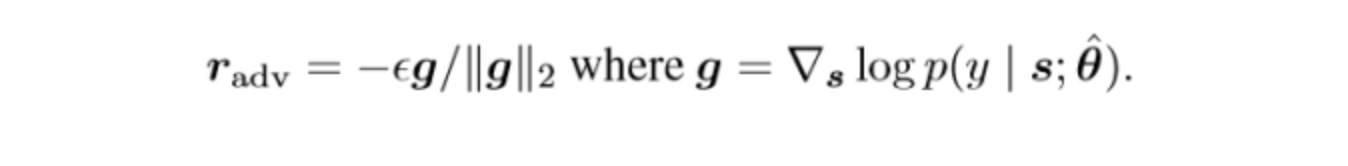 r_adv = −ϵg/‖g‖₂ where g = ∇_s log p(y | s; θ̂).